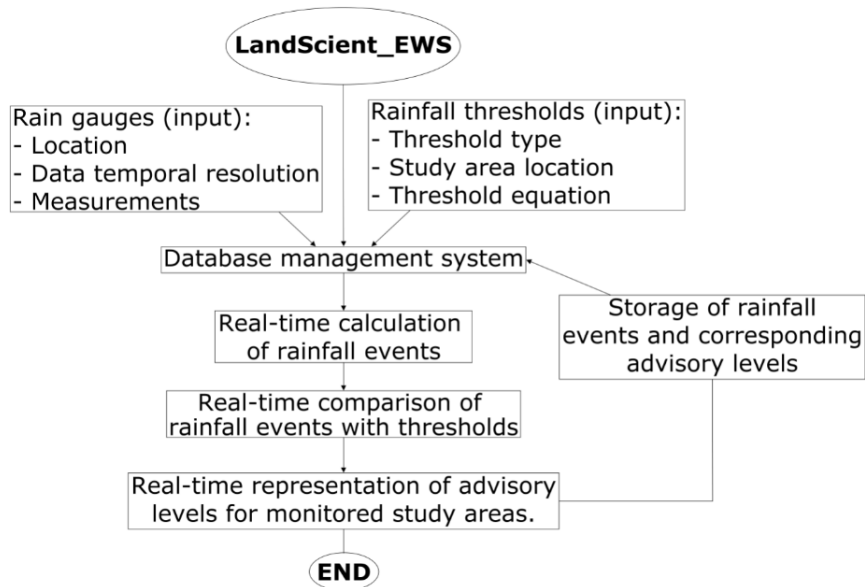 LandScient_EWS
Rain gauges (input):
- Location
- Data temporal resolution
- Measurements
Rainfall thresholds (input):
- Threshold type
- Study area location
- Threshold equation
Database management system
Real-time calculation
of rainfall events
Storage of rainfall
events and corresponding
advisory levels
Real-time comparison of
rainfall events with thresholds
Real-time representation of advisory
levels for monitored study areas.
END